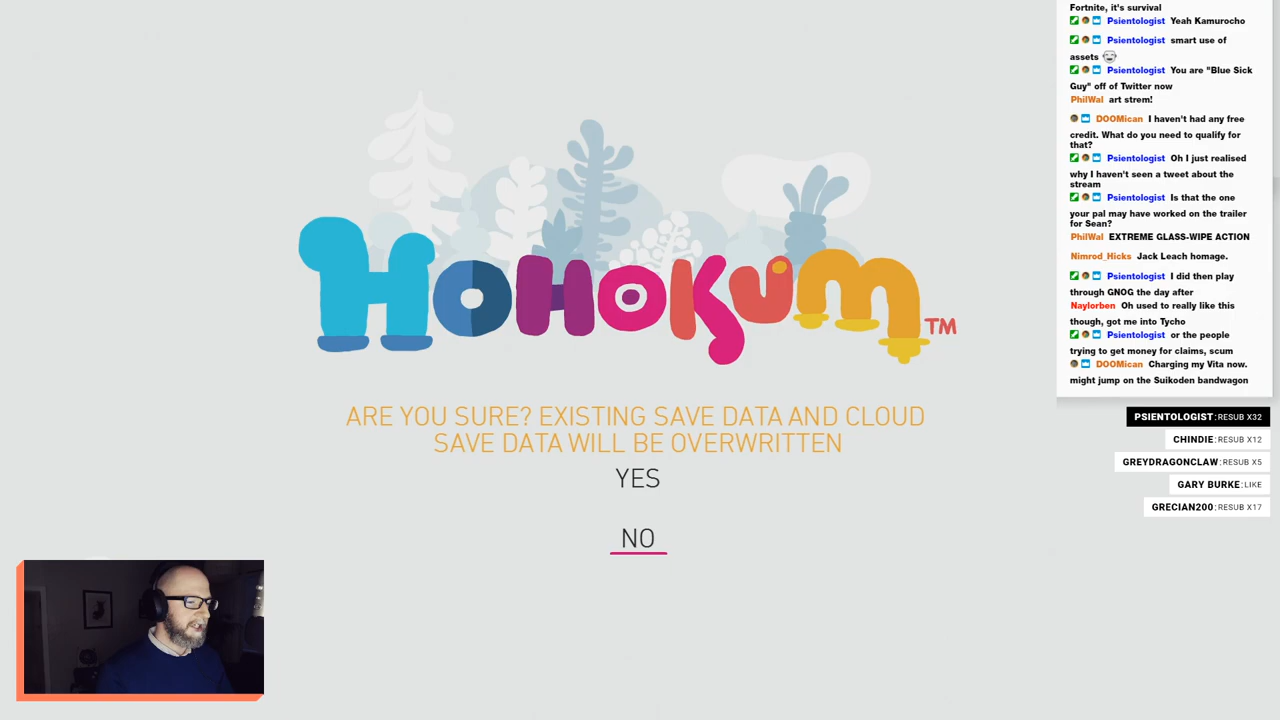 HOHOKUM TM
ARE YOU SURE? EXISTING SAVE DATA AND CLOUD
SAVE DATA WILL BE OVERWRITTEN
YES
NO
Fortnite, it's survival
Psientologist Yeah Kamurocho
Psientologist smart use of
assets
Psientologist You are "Blue Sick
Guy" off of Twitter now
PhilWal art strem!
DOOMican I haven't had any free
credit. What do you need to qualify for
that?
Psientologist Oh I just realised
why I haven't seen a tweet about the
stream
Psientologist Is that the one
your pal may have worked on the trailer
for Sean?
PhilWal EXTREME GLASS-WIPE ACTION
Nimrod_Hicks Jack Leach homage.
Psientologist I did then play
through GNOG the day after
Naylorben Oh used to really like this
though, got me into Tycho
Psientologist or the people
trying to get money for claims, scum
DOOMican Charging my Vita now.
might jump on the Suikoden bandwagon
PSIENTOLOGIST: RESUB X32
CHINDIE: RESUB X12
GREYDRAGONCLAW: RESUB X5
GARY BURKE: LIKE
GRECIAN200: RESUB X17